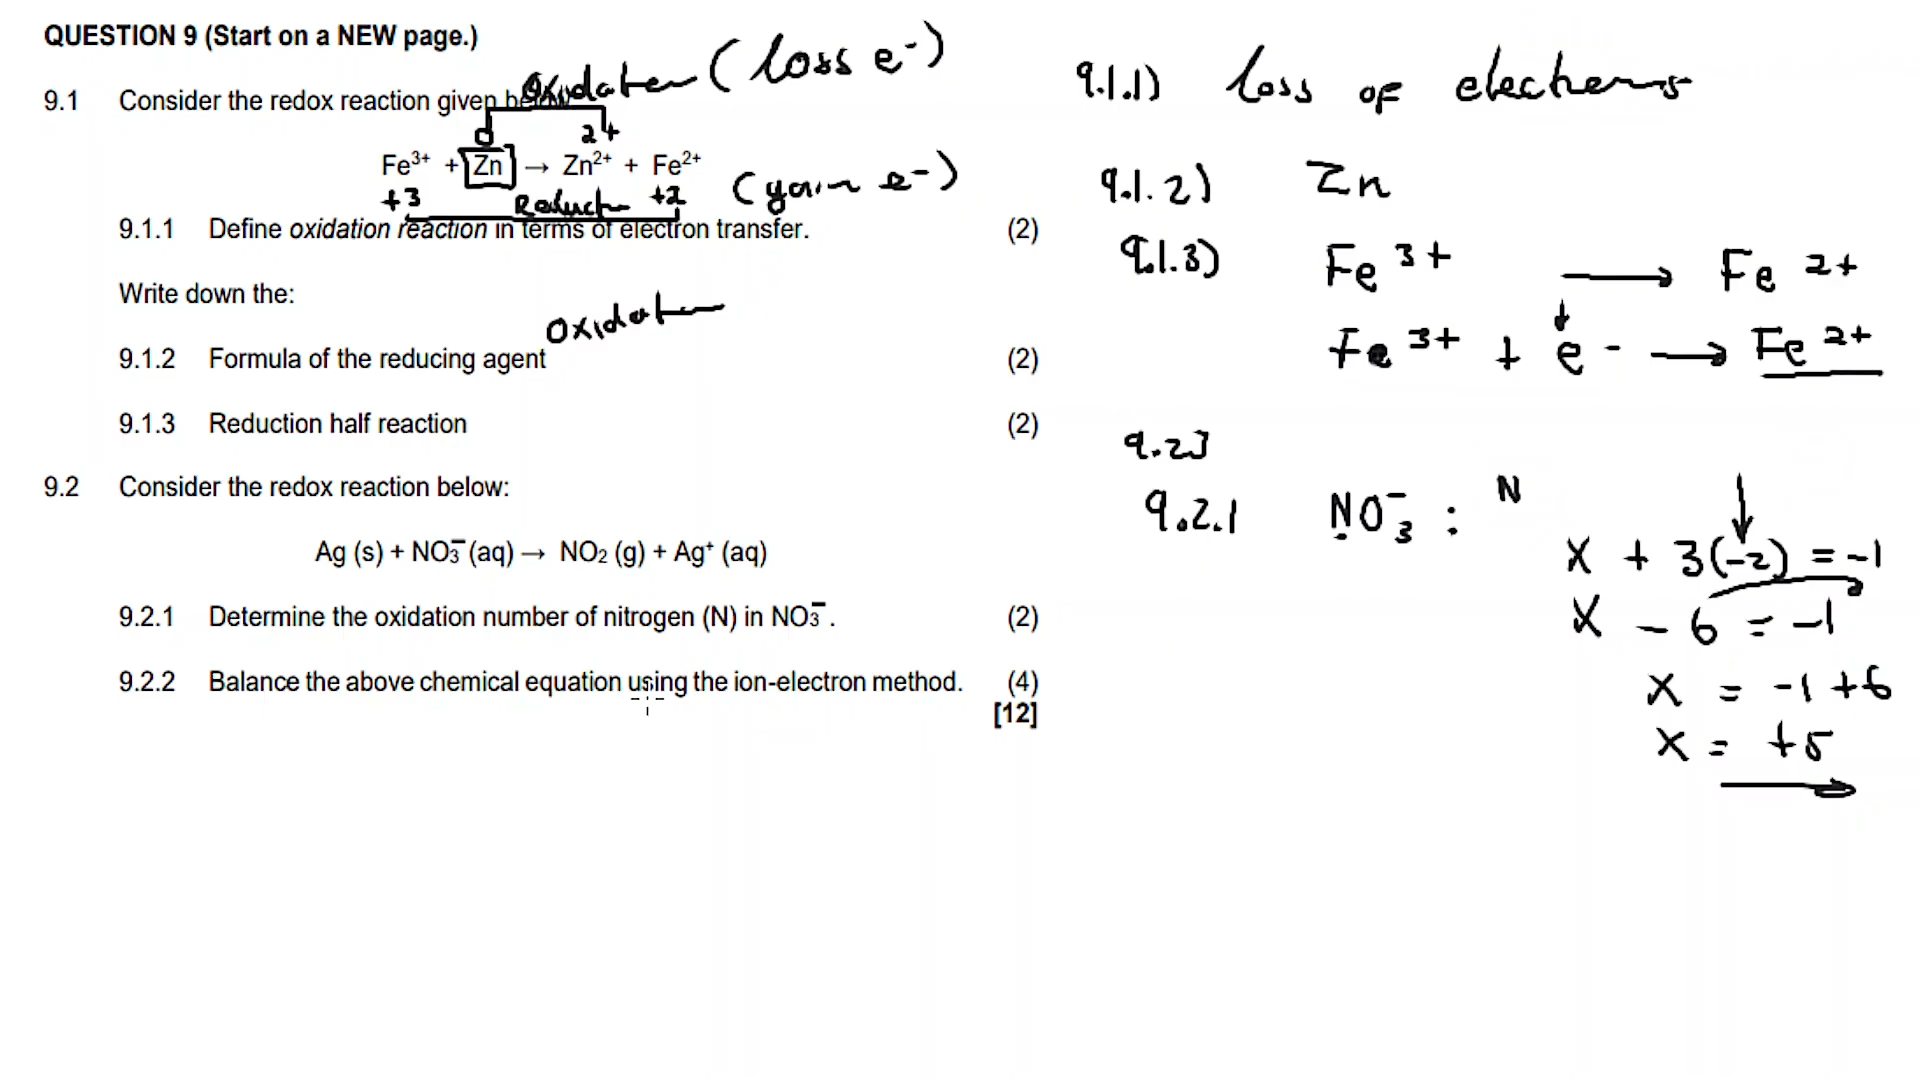 QUESTION 9 (Start on a NEW page.)
9.1 Consider the redox reaction given below
Oxidation (loss e⁻)
0 2+
Fe³⁺ + Zn → Zn²⁺ + Fe²⁺
+3 Reduct +2 (gain e⁻)
9.1.1 Define oxidation reaction in terms of electron transfer. (2)
Write down the:
Oxidation
9.1.2 Formula of the reducing agent (2)
9.1.3 Reduction half reaction (2)
9.2 Consider the redox reaction below:
Ag (s) + NO₃⁻ (aq) → NO₂ (g) + Ag⁺ (aq)
9.2.1 Determine the oxidation number of nitrogen (N) in NO₃⁻. (2)
9.2.2 Balance the above chemical equation using the ion-electron method. (4)
[12]
9.1.1) loss of electrons
9.1.2) Zn
9.1.3) Fe³⁺ → Fe²⁺
Fe³⁺ + e⁻ → Fe²⁺
9.2]
9.2.1 NO₃⁻ : N
x + 3(-2) = -1
x - 6 = -1
x = -1 + 6
x = +5